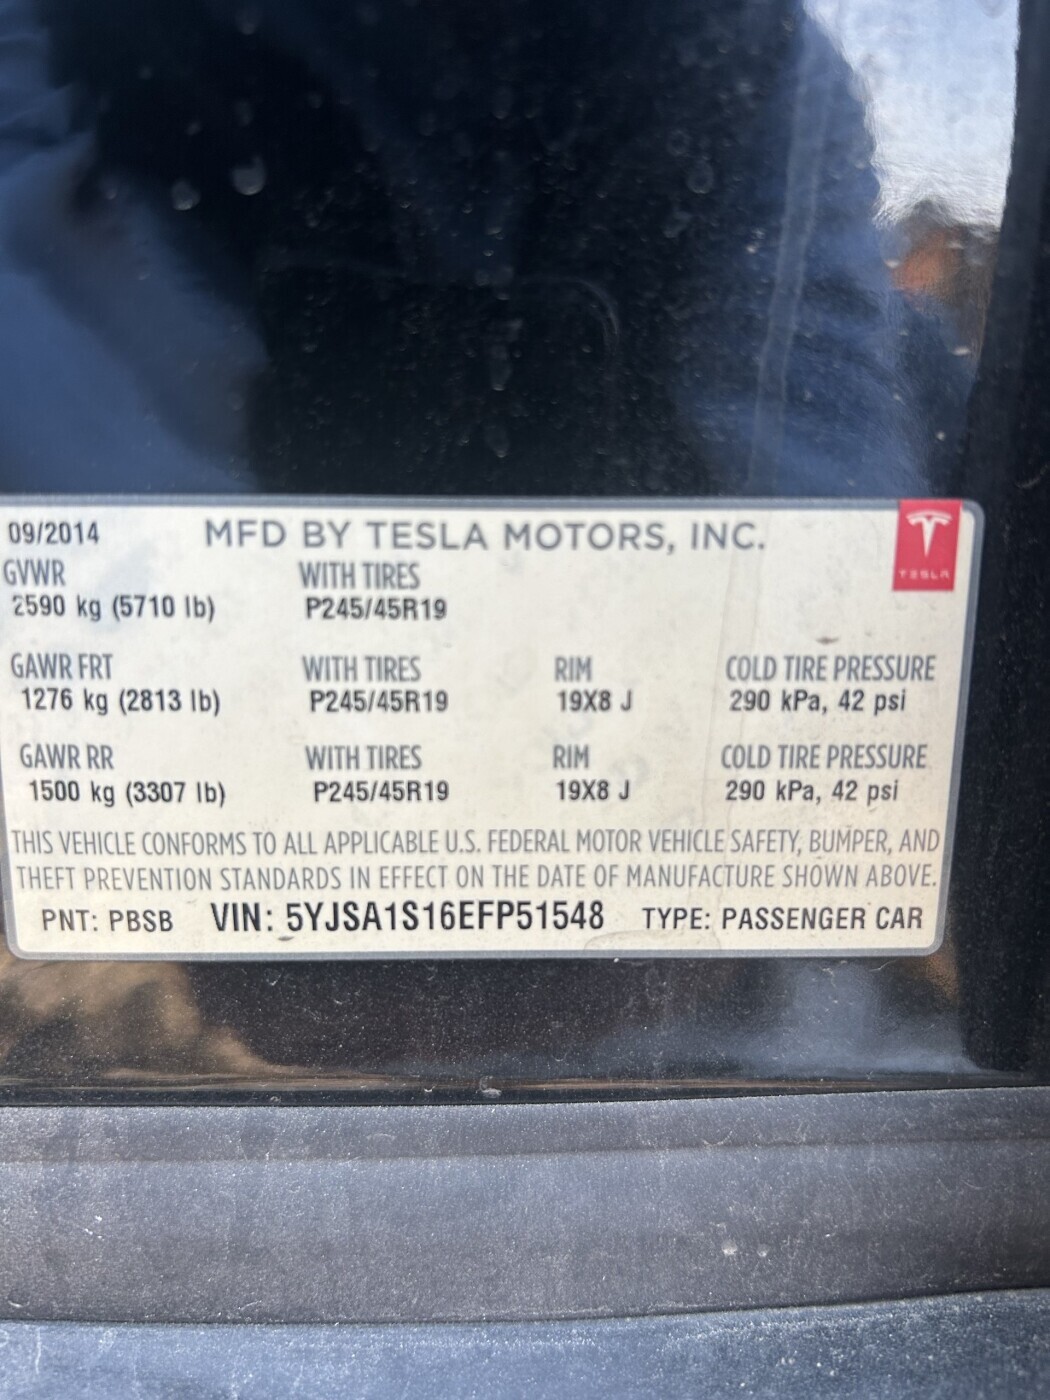 09/2014 MFD BY TESLA MOTORS, INC.
TESLA
GVWR WITH TIRES
2590 kg (5710 lb) P245/45R19
GAWR FRT WITH TIRES RIM COLD TIRE PRESSURE
1276 kg (2813 lb) P245/45R19 19X8 J 290 kPa, 42 psi
GAWR RR WITH TIRES RIM COLD TIRE PRESSURE
1500 kg (3307 lb) P245/45R19 19X8 J 290 kPa, 42 psi
THIS VEHICLE CONFORMS TO ALL APPLICABLE U.S. FEDERAL MOTOR VEHICLE SAFETY, BUMPER, AND
THEFT PREVENTION STANDARDS IN EFFECT ON THE DATE OF MANUFACTURE SHOWN ABOVE.
PNT: PBSB VIN: 5YJSA1S16EFP51548 TYPE: PASSENGER CAR